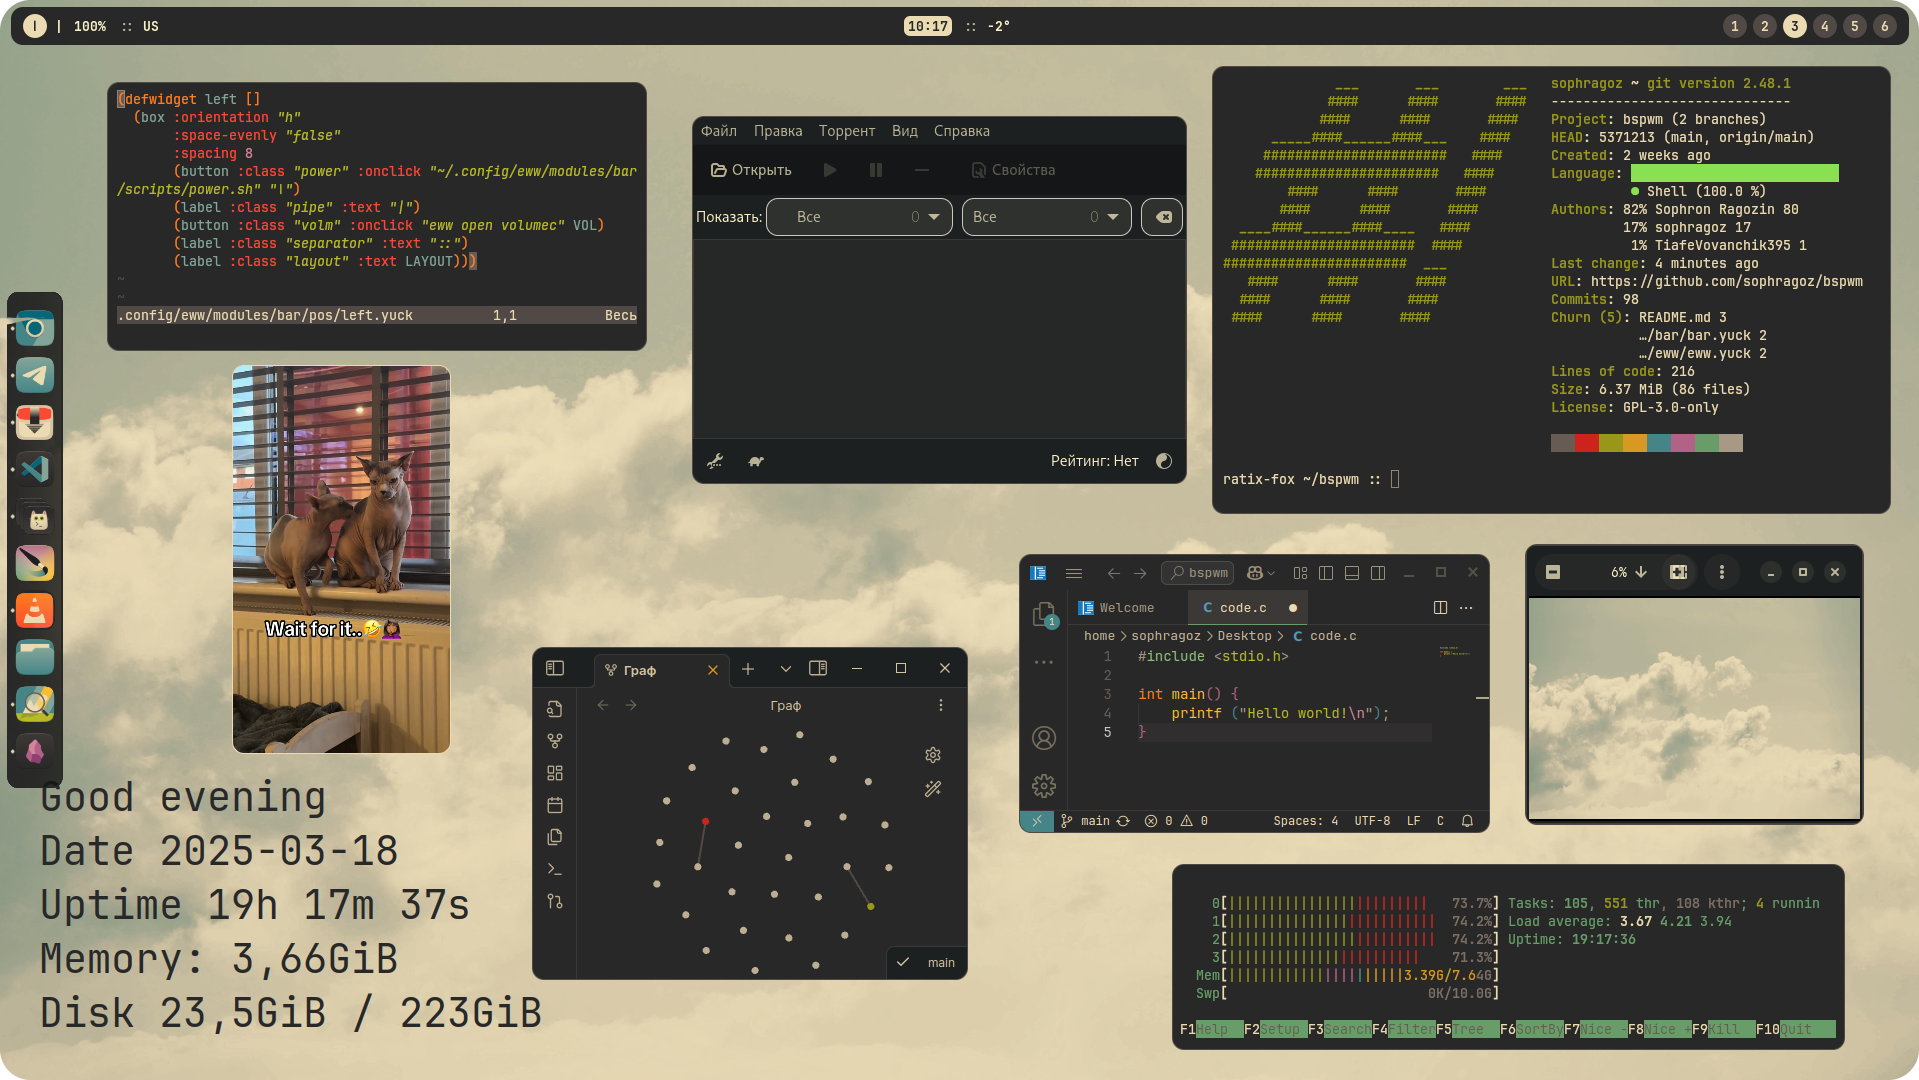 | | 100% :: US
10:17 :: -2°
1 2 3 4 5 6
(defwidget left []
(box :orientation "h"
:space-evenly "false"
:spacing 8
(button :class "power" :onclick "~/.config/eww/modules/bar
/scripts/power.sh" "|")
(label :class "pipe" :text "|")
(button :class "volm" :onclick "eww open volumec" VOL)
(label :class "separator" :text "::")
(label :class "layout" :text LAYOUT)))
~
~
.config/eww/modules/bar/pos/left.yuck 1,1 Весь
Файл Правка Торрент Вид Справка
Открыть Свойства
Показать: Все 0 Все 0
Рейтинг: Нет
___ ___ ___
#### #### ####
#### #### ####
_____####______####___ ####
####################### ####
####################### ####
#### #### ####
#### #### ####
____####______####____ ####
####################### ####
####################### ___
#### #### ####
#### #### ####
#### #### ####
sophragoz ~ git version 2.48.1
------------------------------
Project: bspwm (2 branches)
HEAD: 5371213 (main, origin/main)
Created: 2 weeks ago
Language:
● Shell (100.0 %)
Authors: 82% Sophron Ragozin 80
17% sophragoz 17
1% TiafeVovanchik395 1
Last change: 4 minutes ago
URL: https://github.com/sophragoz/bspwm
Commits: 98
Churn (5): README.md 3
…/bar/bar.yuck 2
…/eww/eww.yuck 2
Lines of code: 216
Size: 6.37 MiB (86 files)
License: GPL-3.0-only
ratix-fox ~/bspwm ::
Wait for it..🤣🤦🏾‍♀️
Good evening
Date 2025-03-18
Uptime 19h 17m 37s
Memory: 3,66GiB
Disk 23,5GiB / 223GiB
Граф
Граф
main
bspwm
Welcome C code.c
1
home > sophragoz > Desktop > C code.c
1 #include <stdio.h>
2
3 int main() {
4 printf ("Hello world!\n");
5 }
main 0 0 Spaces: 4 UTF-8 LF C
6%
0[|||||||||||||||||||||||||| 73.7%] Tasks: 105, 551 thr, 108 kthr; 4 runnin
1[||||||||||||||||||||||||||| 74.2%] Load average: 3.67 4.21 3.94
2[||||||||||||||||||||||||||| 74.2%] Uptime: 19:17:36
3[||||||||||||||||||||||||| 71.3%]
Mem[||||||||||||||||||||||3.39G/7.64G]
Swp[ 0K/10.0G]
F1Help F2Setup F3SearchF4FilterF5Tree F6SortByF7Nice -F8Nice +F9Kill F10Quit